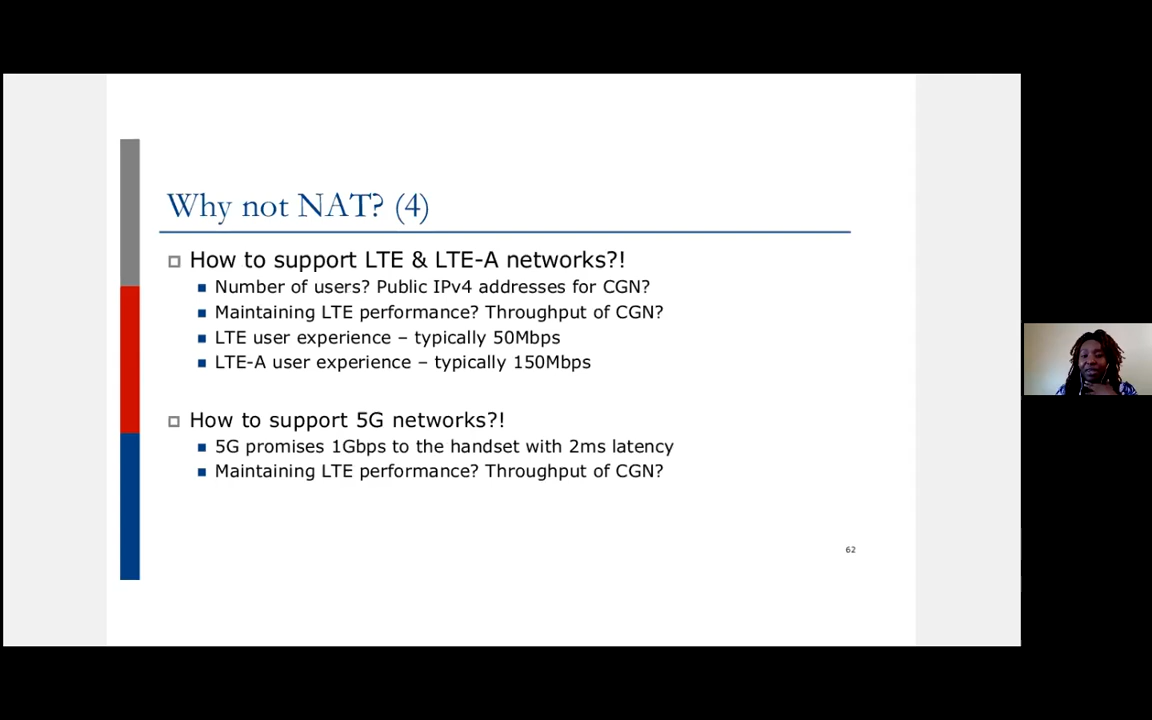 Why not NAT? (4)
How to support LTE & LTE-A networks?!
Number of users? Public IPv4 addresses for CGN?
Maintaining LTE performance? Throughput of CGN?
LTE user experience – typically 50Mbps
LTE-A user experience – typically 150Mbps
How to support 5G networks?!
5G promises 1Gbps to the handset with 2ms latency
Maintaining LTE performance? Throughput of CGN?
62